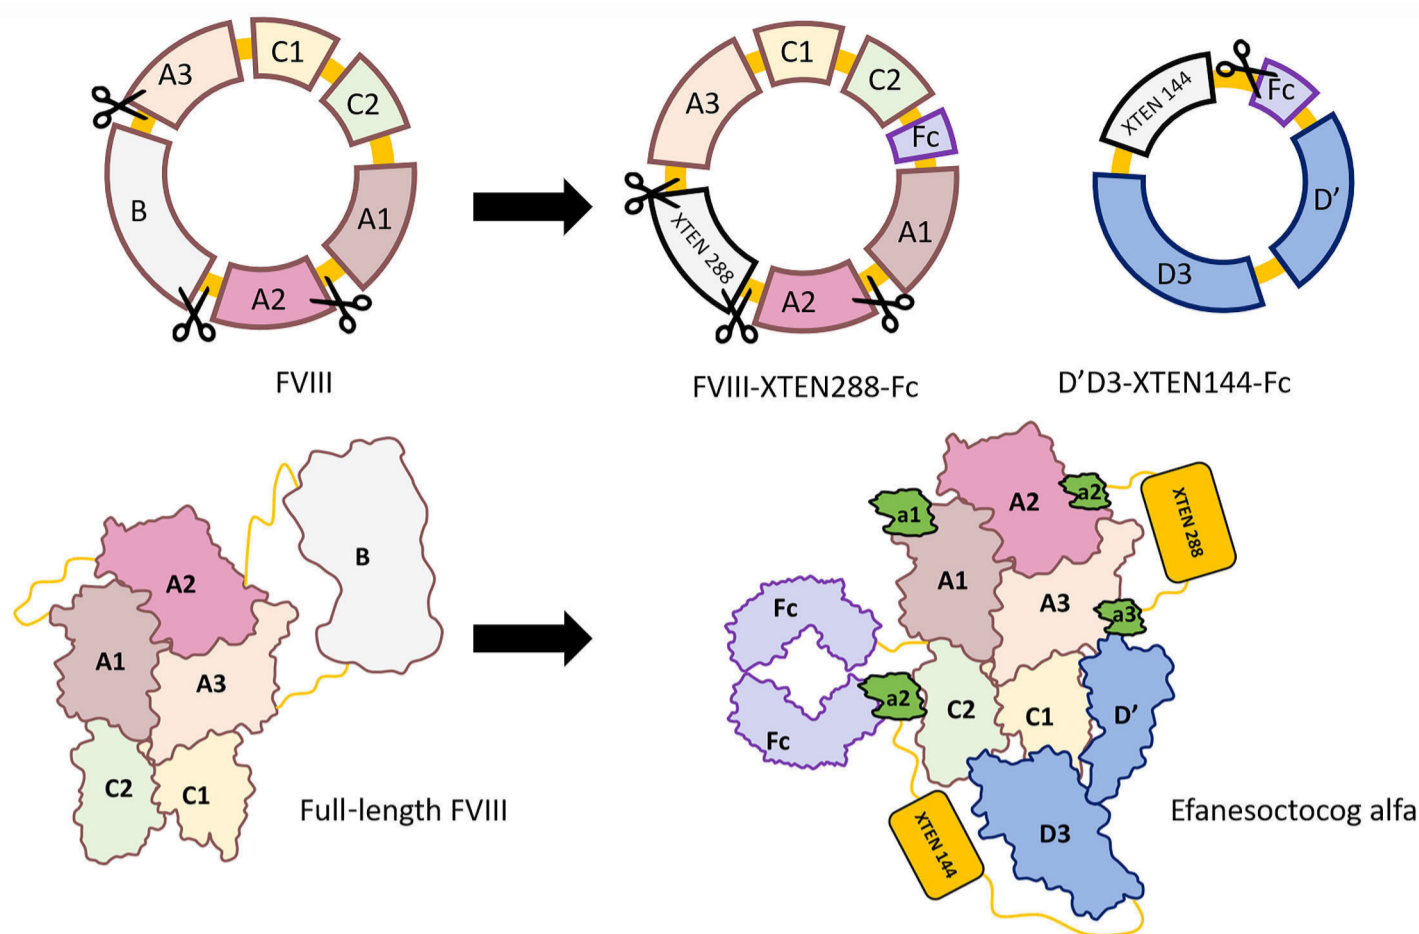 A3
C1
C2
B
A1
A2
FVIII
C1
A3
C2
Fc
XTEN 288
A1
A2
FVIII-XTEN288-Fc
XTEN 144
Fc
D’
D3
D’D3-XTEN144-Fc
B
A2
A1
A3
C2
C1
Full-length FVIII
A2
a2
a1
XTEN 288
A1
A3
Fc
a3
a2
C2
C1
D’
Fc
XTEN 144
D3
Efanesoctocog alfa